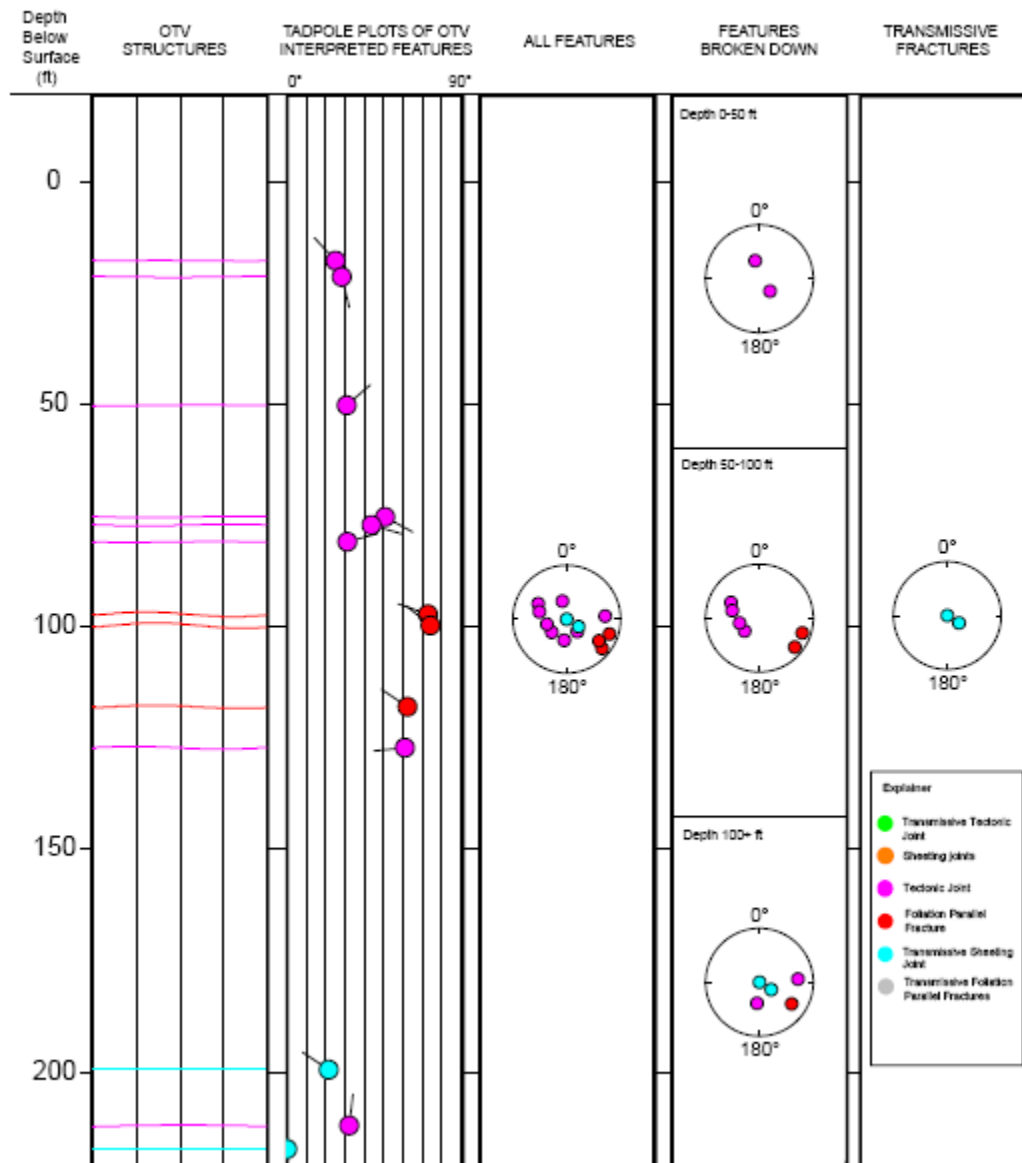 Depth
Below
Surface
(ft)
OTV
STRUCTURES
TADPOLE PLOTS OF OTV
INTERPRETED FEATURES
0° 90°
ALL FEATURES
FEATURES
BROKEN DOWN
TRANSMISSIVE
FRACTURES
0
50
100
150
200
0°
180°
Depth 0-50 ft
0°
180°
Depth 50-100 ft
0°
180°
Depth 100+ ft
0°
180°
0°
180°
Explainer
Transmissive Tectonic
Joint
Sheeting joints
Tectonic Joint
Foliation Parallel
Fracture
Transmissive Sheeting
Joint
Transmissive Foliation
Parallel Fractures